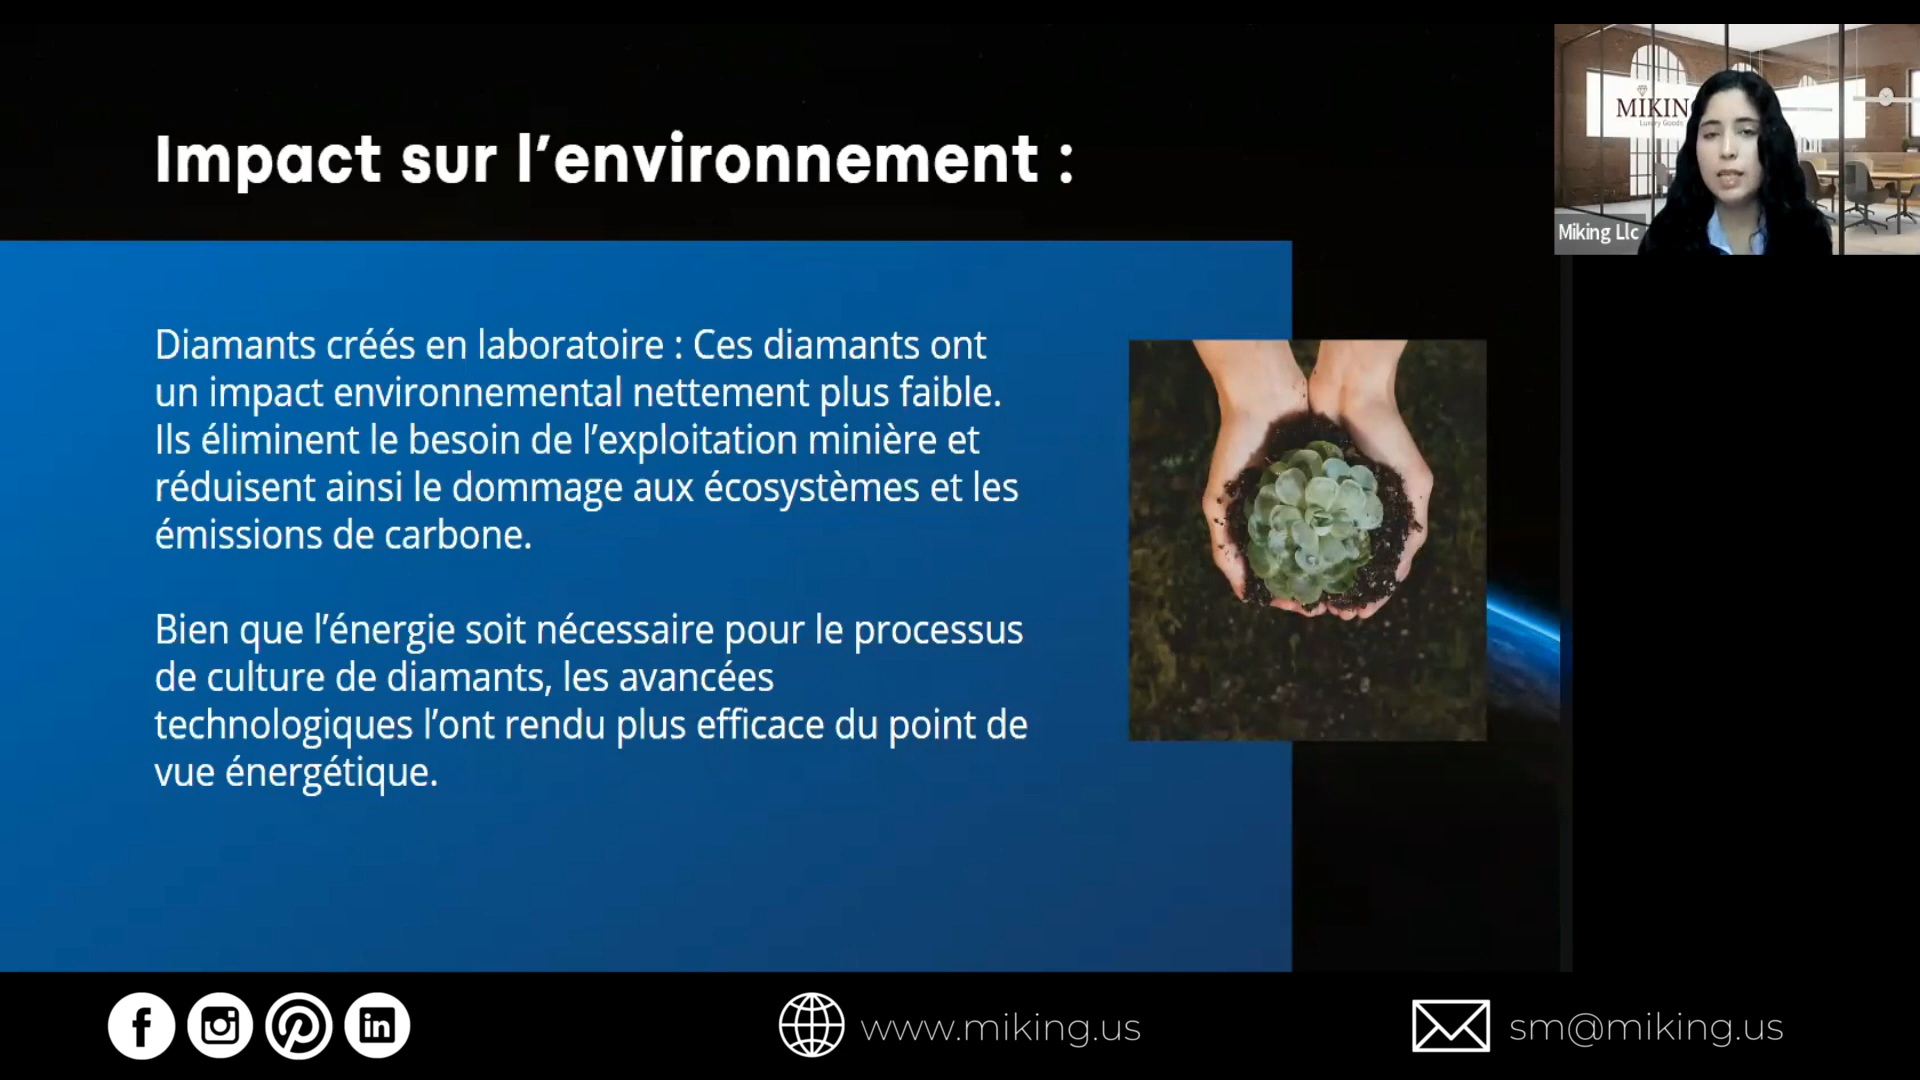 Impact sur l’environnement :
MIKIN
Luxury Goods
Miking Llc
Diamants créés en laboratoire : Ces diamants ont
un impact environnemental nettement plus faible.
Ils éliminent le besoin de l’exploitation minière et
réduisent ainsi le dommage aux écosystèmes et les
émissions de carbone.
Bien que l’énergie soit nécessaire pour le processus
de culture de diamants, les avancées
technologiques l’ont rendu plus efficace du point de
vue énergétique.
www.miking.us
sm@miking.us